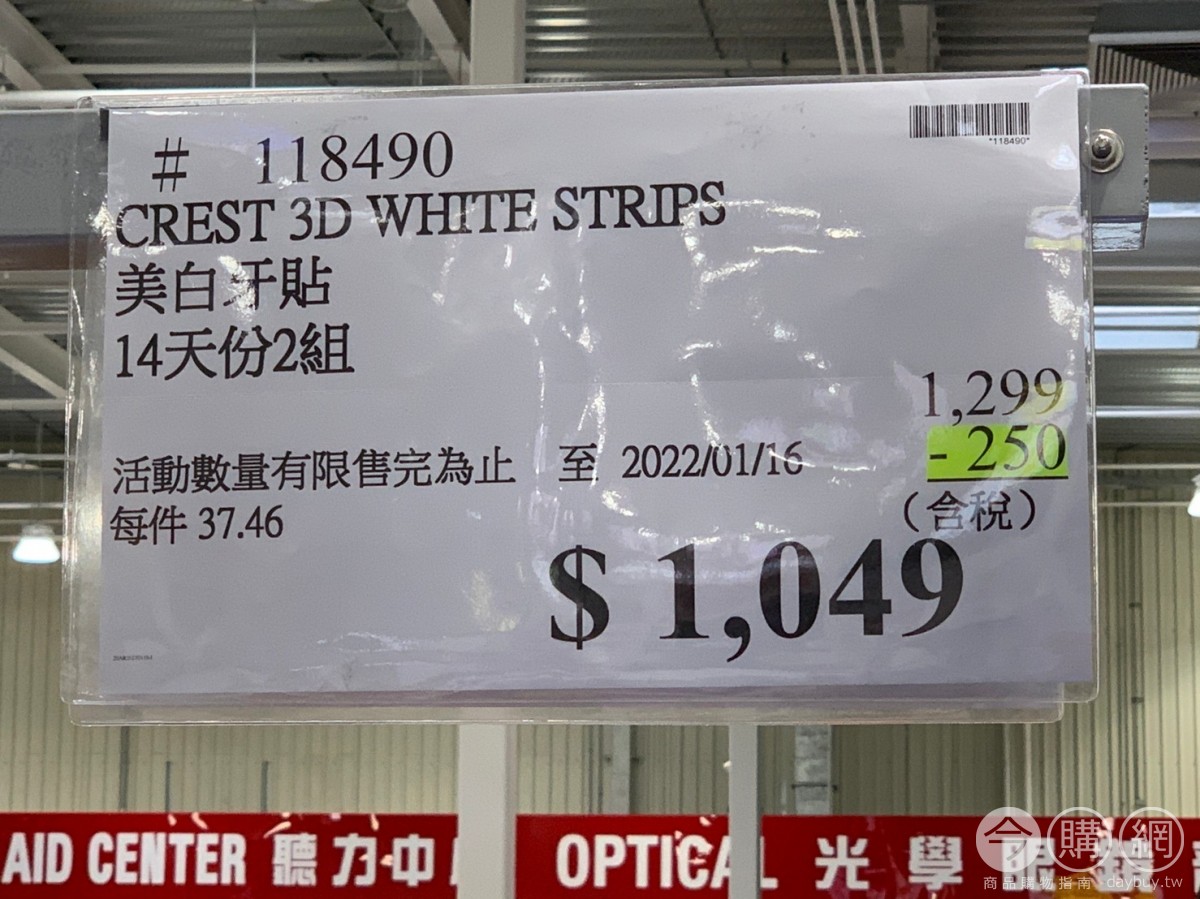 # 118490
*118490*
CREST 3D WHITE STRIPS
美白牙貼
14天份2組
1,299
- 250
活動數量有限售完為止 至 2022/01/16
每件 37.46
(含稅)
$ 1,049
AID CENTER 聽力中
OPTICAL 光學
今購網
商品購物指南·daybuy.tw